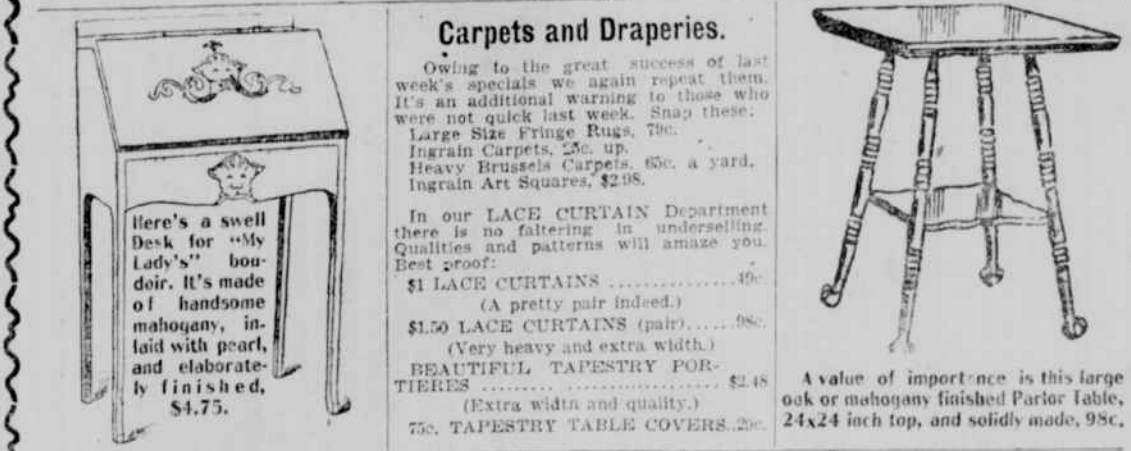 Here's a swell
Desk for "My
Lady's" bou-
doir. It's made
of handsome
mahogany, in-
laid with pearl,
and elaborate-
ly finished,
$4.75.
Carpets and Draperies.
Owing to the great success of last
week's specials we again repeat them.
It's an additional warning to those who
were not quick last week. Snap these:
Large Size Fringe Rugs, 79c.
Ingrain Carpets, 25c. up.
Heavy Brussels Carpets, 65c. a yard.
Ingrain Art Squares, $2.98.
In our LACE CURTAIN Department
there is no faltering in underselling.
Qualities and patterns will amaze you.
Best proof:
$1 LACE CURTAINS ................49c.
(A pretty pair indeed.)
$1.50 LACE CURTAINS (pair)......98c.
(Very heavy and extra width.)
BEAUTIFUL TAPESTRY POR-
TIERES .............................. $2.48
(Extra width and quality.)
75c. TAPESTRY TABLE COVERS..29c.
A value of import nce is this large
oak or mahogany finished Parlor Table,
24x24 inch top, and solidly made, 98c.